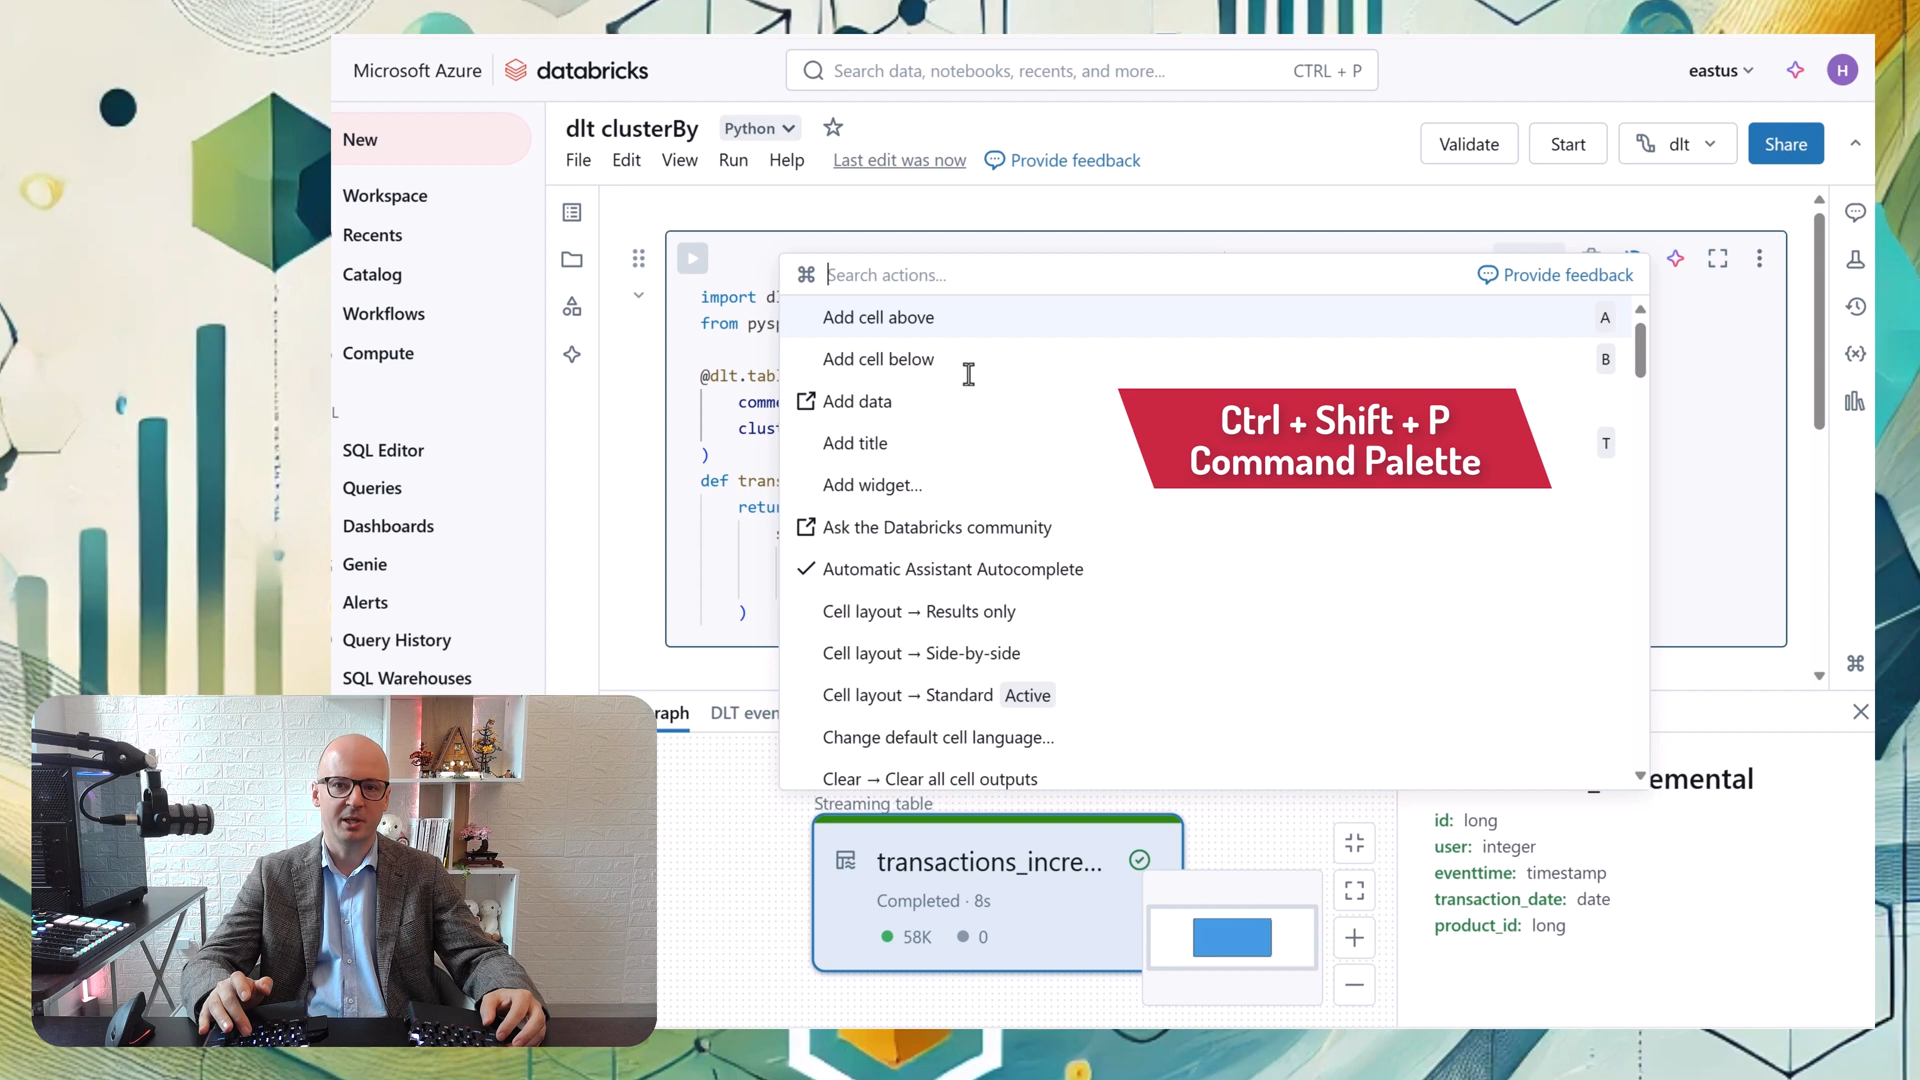 Microsoft Azure
databricks
Search data, notebooks, recents, and more...
CTRL + P
eastus
H
New
Workspace
Recents
Catalog
Workflows
Compute
L
SQL Editor
Queries
Dashboards
Genie
Alerts
Query History
SQL Warehouses
dlt clusterBy
Python
File
Edit
View
Run
Help
Last edit was now
Provide feedback
Validate
Start
dlt
Share
import
from
@dlt.
)
def
)
Search actions...
Provide feedback
Add cell above
A
Add cell below
B
Add data
Add title
T
Add widget...
Ask the Databricks community
Automatic Assistant Autocomplete
Cell layout → Results only
Cell layout → Side-by-side
Cell layout → Standard Active
Change default cell language...
Clear → Clear all cell outputs
Ctrl + Shift + P
Command Palette
raph
DLT even
Streaming table
transactions_incre...
Completed · 8s
58K
0
emental
id: long
user: integer
eventtime: timestamp
transaction_date: date
product_id: long